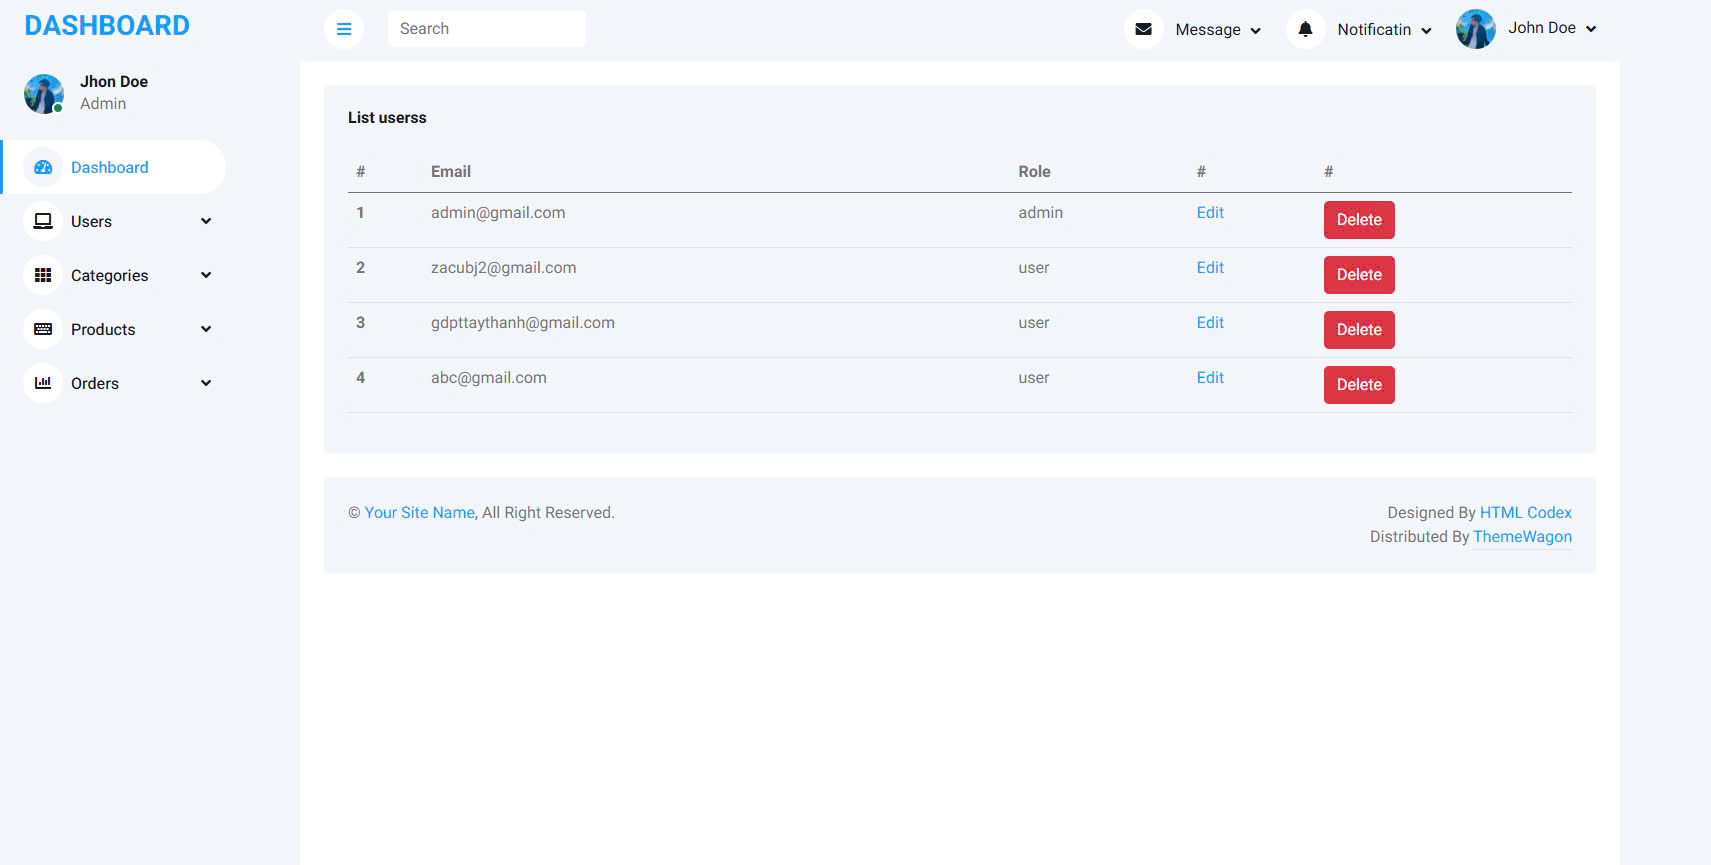 DASHBOARD
Search
Message
Notificatin
John Doe
Jhon Doe
Admin
Dashboard
Users
Categories
Products
Orders
List userss
# Email Role # #
1 admin@gmail.com admin Edit Delete
2 zacubj2@gmail.com user Edit Delete
3 gdpttaythanh@gmail.com user Edit Delete
4 abc@gmail.com user Edit Delete
© Your Site Name, All Right Reserved.
Designed By HTML Codex
Distributed By ThemeWagon